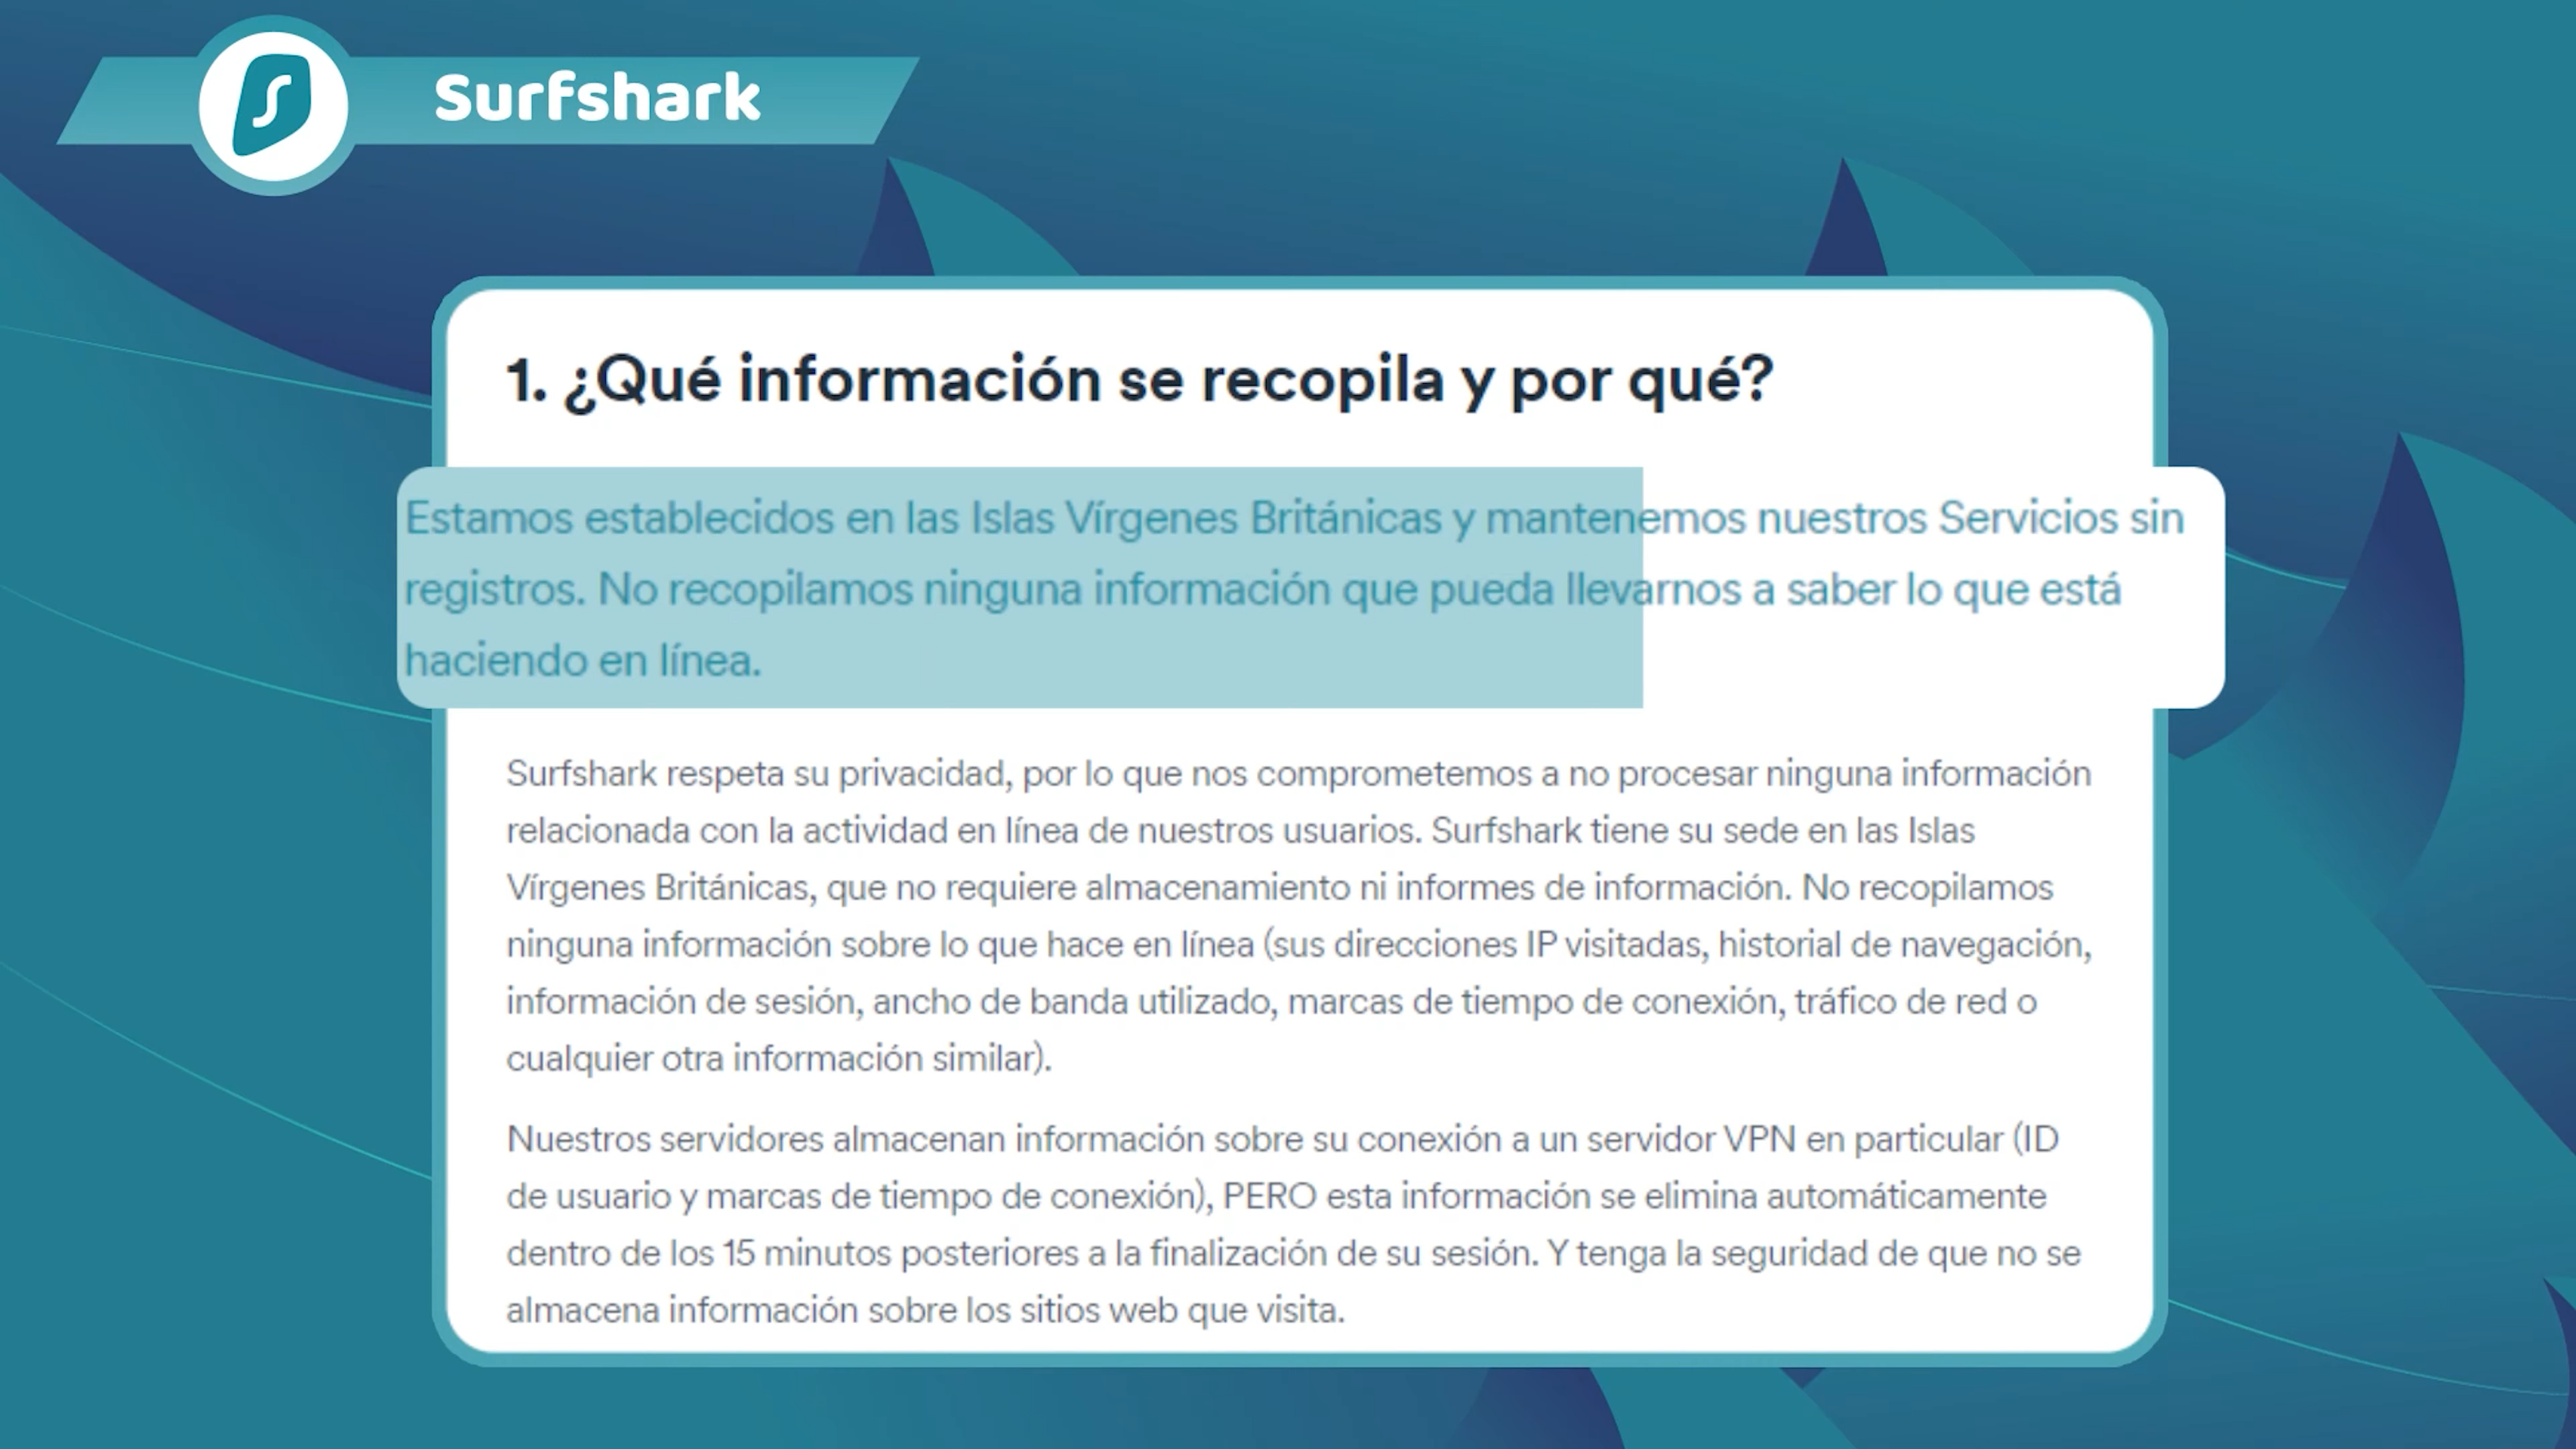 Surfshark
1. ¿Qué información se recopila y por qué?
Estamos establecidos en las Islas Vírgenes Británicas y mantenemos nuestros Servicios sin
registros. No recopilamos ninguna información que pueda llevarnos a saber lo que está
haciendo en línea.
Surfshark respeta su privacidad, por lo que nos comprometemos a no procesar ninguna información
relacionada con la actividad en línea de nuestros usuarios. Surfshark tiene su sede en las Islas
Vírgenes Británicas, que no requiere almacenamiento ni informes de información. No recopilamos
ninguna información sobre lo que hace en línea (sus direcciones IP visitadas, historial de navegación,
información de sesión, ancho de banda utilizado, marcas de tiempo de conexión, tráfico de red o
cualquier otra información similar).
Nuestros servidores almacenan información sobre su conexión a un servidor VPN en particular (ID
de usuario y marcas de tiempo de conexión), PERO esta información se elimina automáticamente
dentro de los 15 minutos posteriores a la finalización de su sesión. Y tenga la seguridad de que no se
almacena información sobre los sitios web que visita.